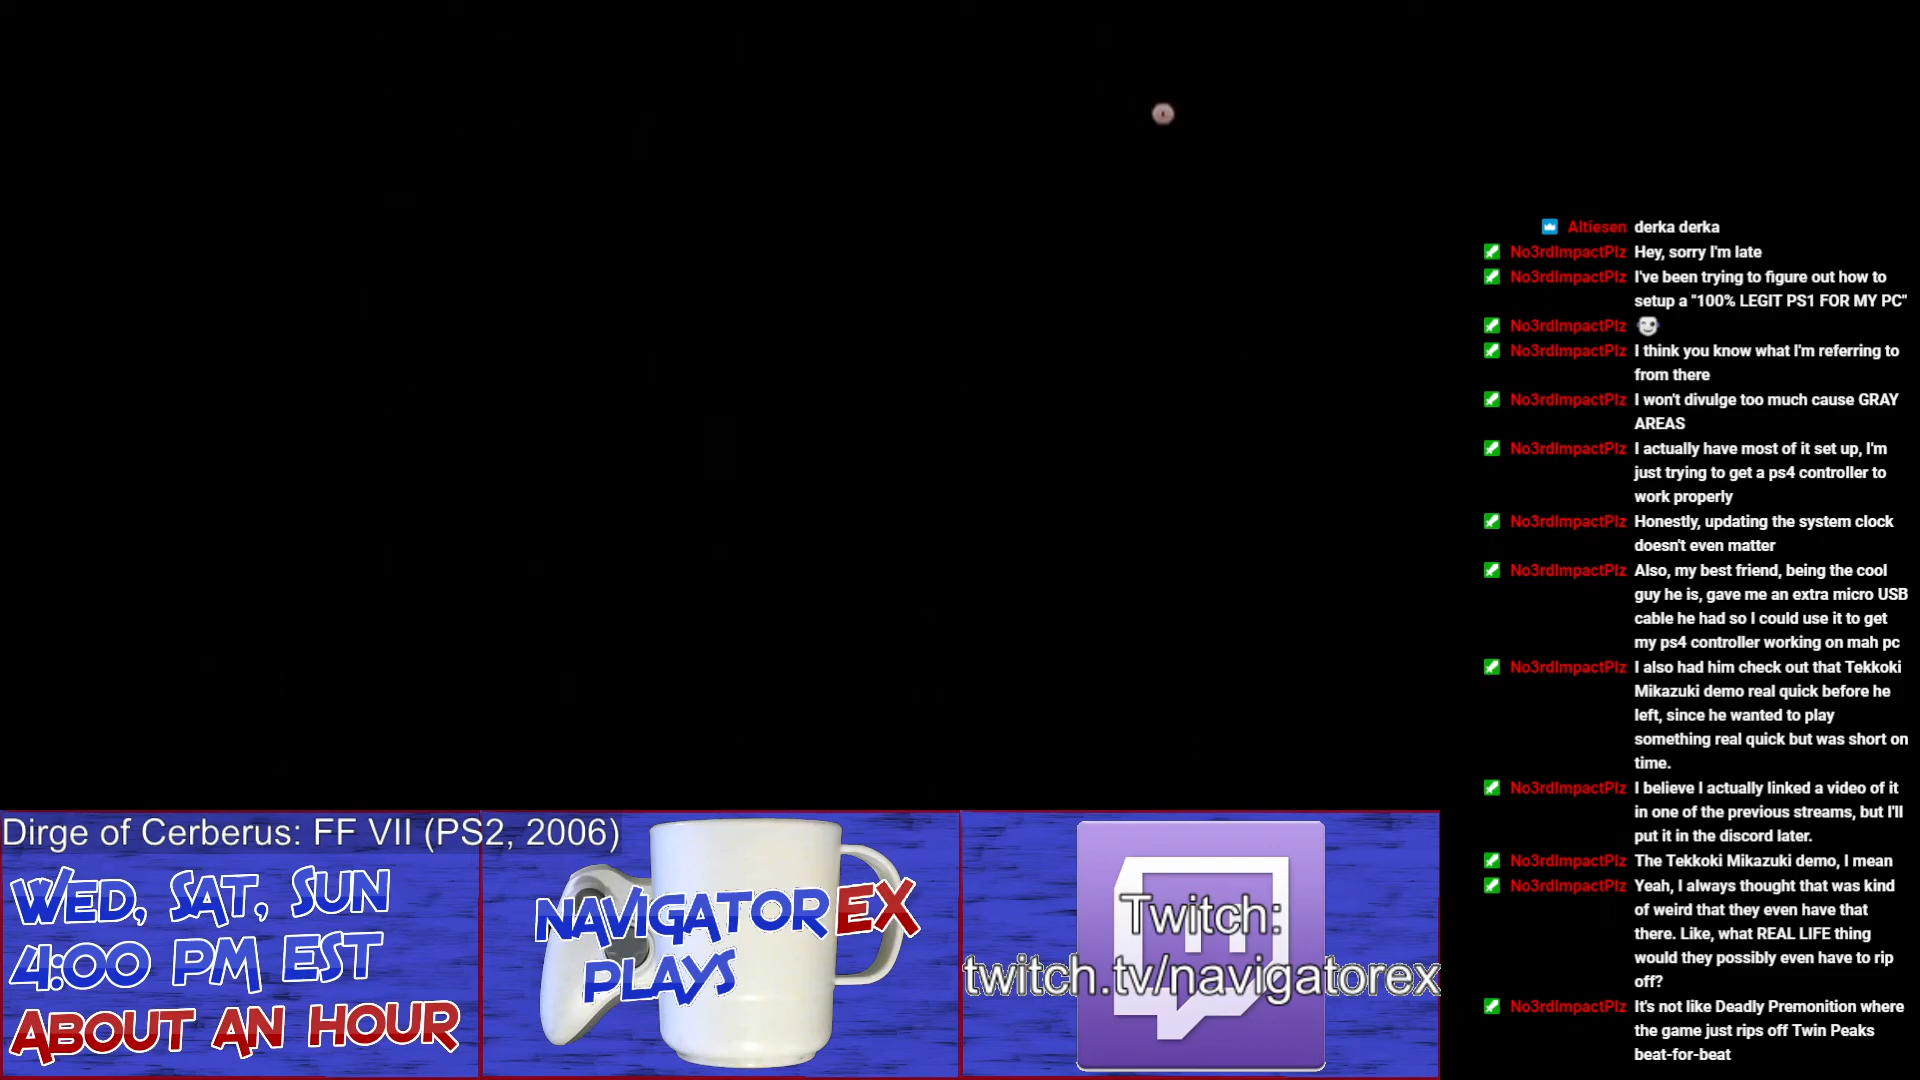 Altiesen derka derka
No3rdImpactPlz Hey, sorry I'm late
No3rdImpactPlz I've been trying to figure out how to
setup a "100% LEGIT PS1 FOR MY PC"
No3rdImpactPlz
No3rdImpactPlz I think you know what I'm referring to
from there
No3rdImpactPlz I won't divulge too much cause GRAY
AREAS
No3rdImpactPlz I actually have most of it set up, I'm
just trying to get a ps4 controller to
work properly
No3rdImpactPlz Honestly, updating the system clock
doesn't even matter
No3rdImpactPlz Also, my best friend, being the cool
guy he is, gave me an extra micro USB
cable he had so I could use it to get
my ps4 controller working on mah pc
No3rdImpactPlz I also had him check out that Tekkoki
Mikazuki demo real quick before he
left, since he wanted to play
something real quick but was short on
time.
No3rdImpactPlz I believe I actually linked a video of it
in one of the previous streams, but I'll
put it in the discord later.
No3rdImpactPlz The Tekkoki Mikazuki demo, I mean
No3rdImpactPlz Yeah, I always thought that was kind
of weird that they even have that
there. Like, what REAL LIFE thing
would they possibly even have to rip
off?
No3rdImpactPlz It's not like Deadly Premonition where
the game just rips off Twin Peaks
beat-for-beat
Dirge of Cerberus: FF VII (PS2, 2006)
WED, SAT, SUN
4:00 PM EST
ABOUT AN HOUR
NAVIGATOR EX
PLAYS
Twitch:
twitch.tv/navigatorex